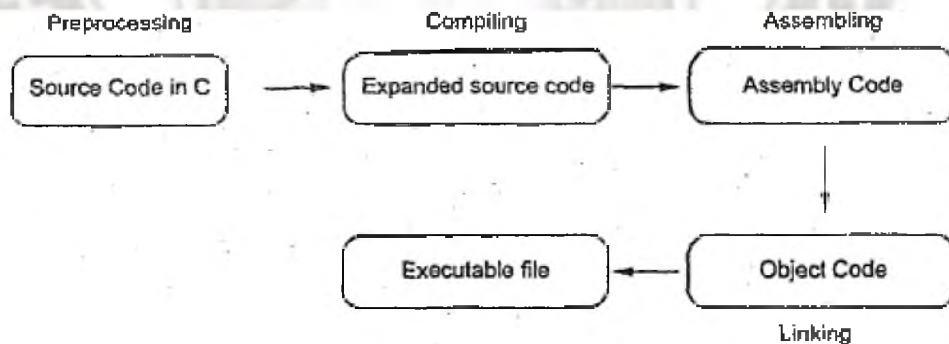 Preprocessing
Compiling
Assembling
Source Code in C
Expanded source code
Assembly Code
Executable file
Object Code
Linking